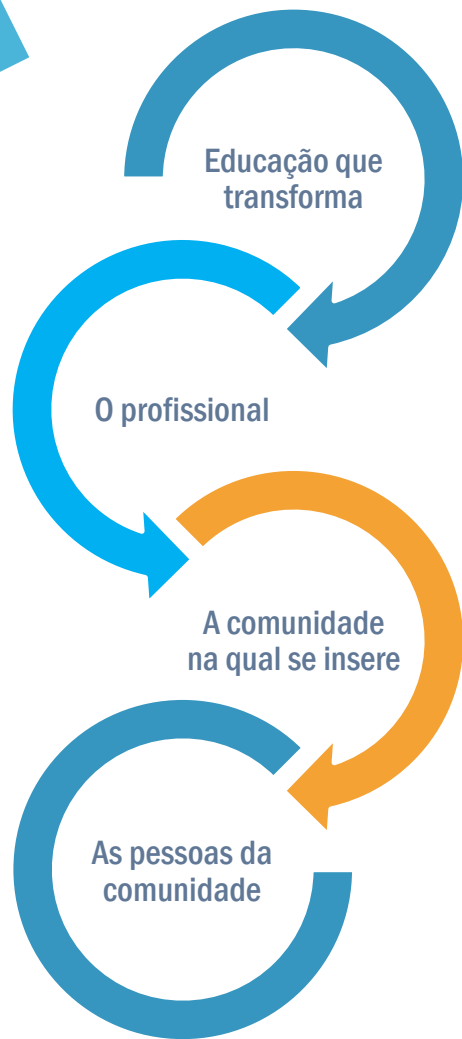 Educação que
transforma
O profissional
A comunidade
na qual se insere
As pessoas da
comunidade